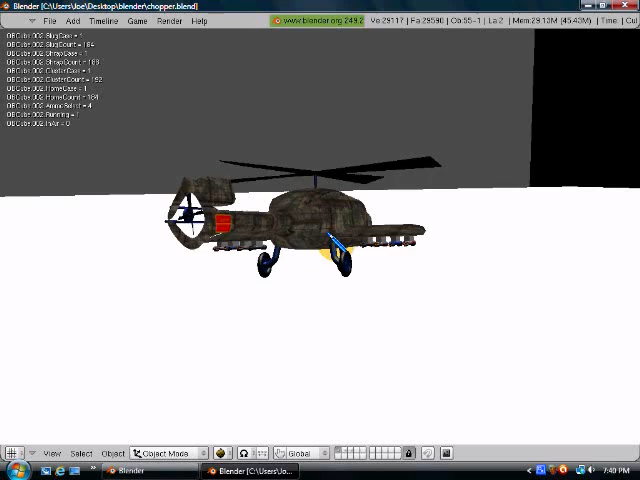 Blender [C:\Users\Joe\Desktop\blender\chopper.blend]
File Add Timeline Game Render Help
www.blender.org 249.2 Ve:29117 | Fa:29590 | Ob:55-1 | La:2 | Mem:29.13M (45.43M)
OBCube.002.SlugCase = 1
OBCube.002.SlugCount = 164
OBCube.002.ShrapCase = 1
OBCube.002.ShrapCount = 188
OBCube.002.ClusterCase = 1
OBCube.002.ClusterCount = 192
OBCube.002.HomeCase = 1
OBCube.002.HomeCount = 184
OBCube.002.AmmoSelect = 4
OBCube.002.Running = 1
OBCube.002.InAir = 0
View Select Object Object Mode Global
Blender Blender [C:\Users\Jo... 7:40 PM